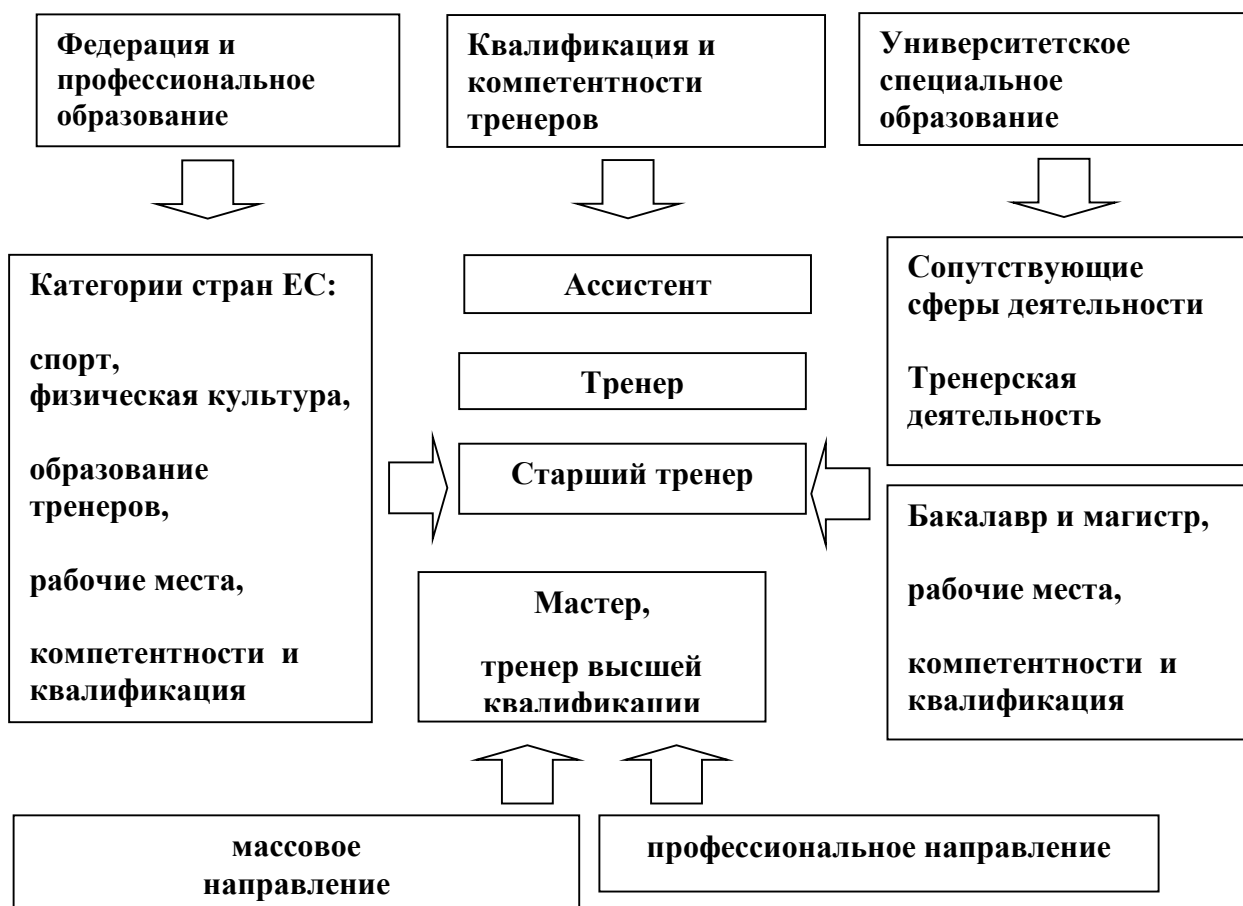 Федерация и
профессиональное
образование
Квалификация и
компетентности
тренеров
Университетское
специальное
образование
Категории стран ЕС:
спорт,
физическая культура,
образование
тренеров,
рабочие места,
компетентности и
квалификация
Ассистент
Тренер
Старший тренер
Мастер,
тренер высшей
квалификации
Сопутствующие
сферы деятельности
Тренерская
деятельность
Бакалавр и магистр,
рабочие места,
компетентности и
квалификация
массовое
направление
профессиональное направление